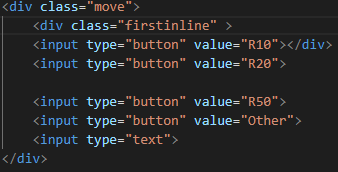 <div class="move">
<div class="firstinline" >
<input type="button" value="R10"></div>
<input type="button" value="R20">
<input type="button" value="R50">
<input type="button" value="Other">
<input type="text">
</div>